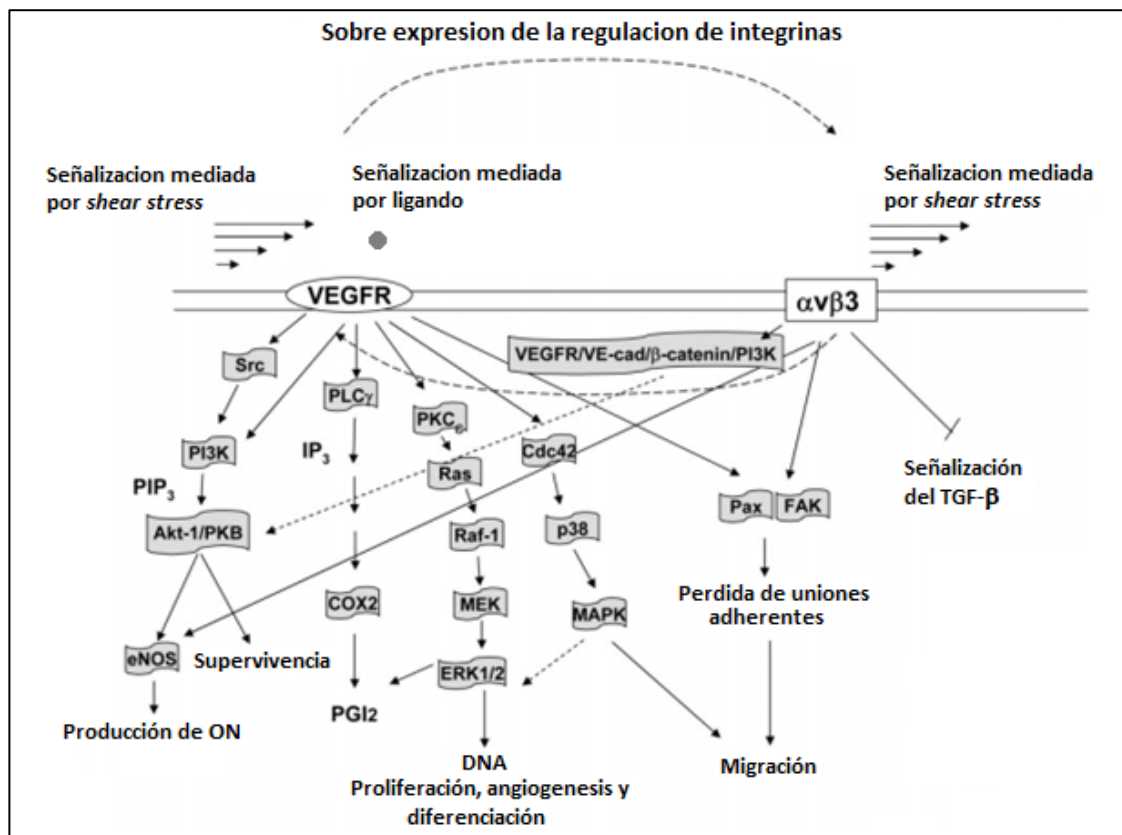 Sobre expresion de la regulacion de integrinas
Señalizacion mediada
por shear stress
Señalizacion mediada
por ligando
Señalizacion mediada
por shear stress
VEGFR
αvβ3
VEGFR/VE-cad/β-catenin/PI3K
Src
PLCγ
PKCε
PI3K
IP3
Ras
Cdc42
PIP3
Akt-1/PKB
Raf-1
p38
Pax
FAK
Señalización
del TGF-β
COX2
MEK
MAPK
Perdida de uniones
adherentes
eNOS
Supervivencia
ERK1/2
PGI2
Producción de ON
DNA
Proliferación, angiogenesis y
diferenciación
Migración